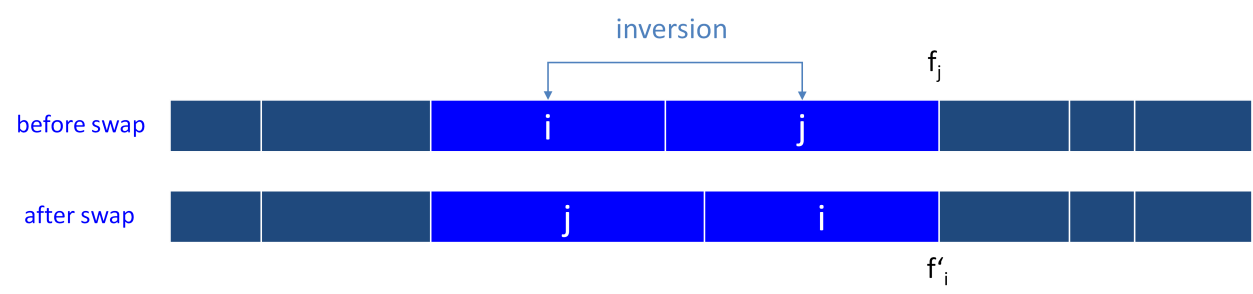 inversion
f_j
before swap i j
after swap j i
f‘_i